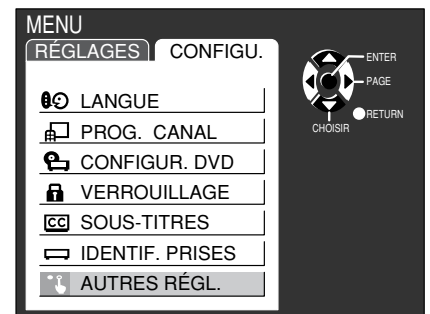 MENU
RÉGLAGES CONFIGU.
LANGUE
PROG. CANAL
CONFIGUR. DVD
VERROUILLAGE
CC SOUS-TITRES
IDENTIF. PRISES
AUTRES RÉGL.
ENTER
PAGE
RETURN
CHOISIR